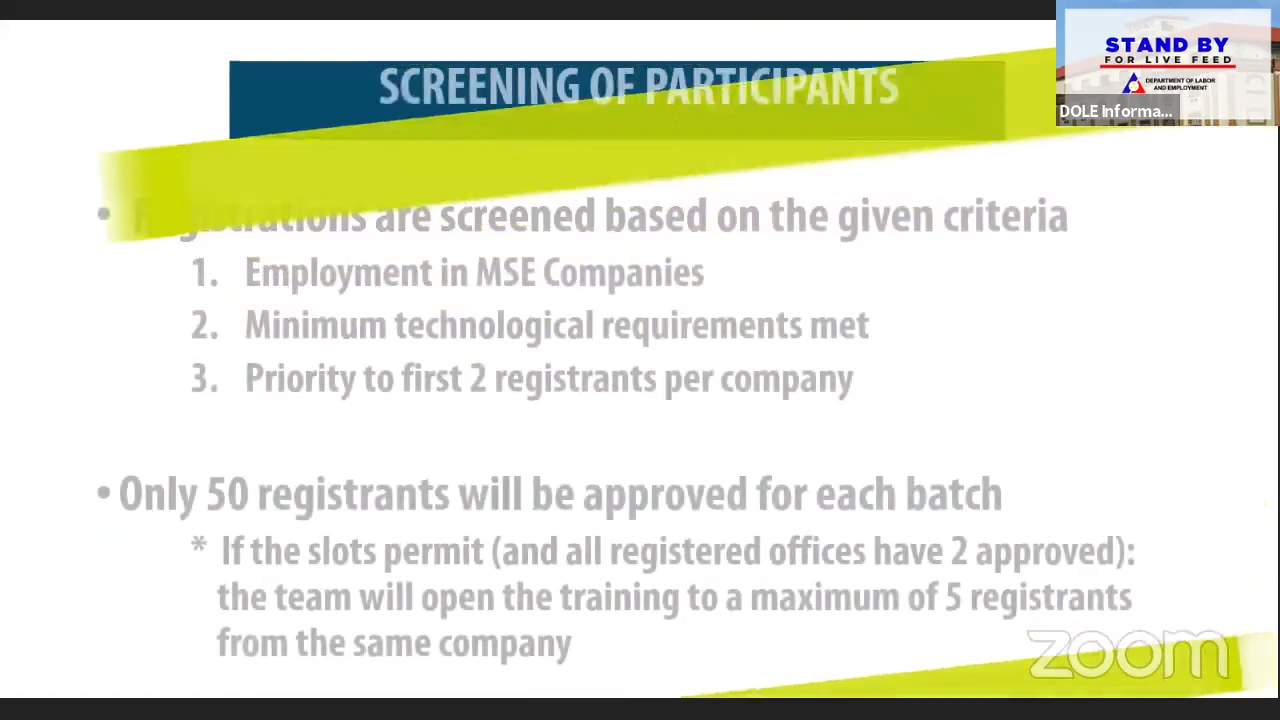 SCREENING OF PARTICIPANTS
STAND BY
FOR LIVE FEED
DEPARTMENT OF LABOR
AND EMPLOYMENT
DOLE Informa...
• Registrations are screened based on the given criteria
1. Employment in MSE Companies
2. Minimum technological requirements met
3. Priority to first 2 registrants per company
• Only 50 registrants will be approved for each batch
* If the slots permit (and all registered offices have 2 approved):
the team will open the training to a maximum of 5 registrants
from the same company
zoom